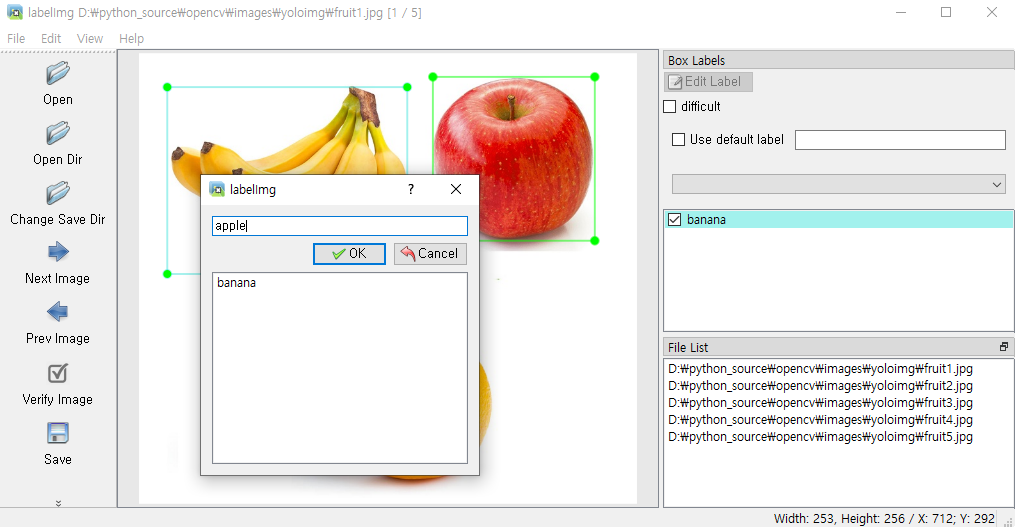 labelImg D:₩python_source₩opencv₩images₩yoloimg₩fruit1.jpg [1 / 5]
File Edit View Help
Open
Open Dir
Change Save Dir
Next Image
Prev Image
Verify Image
Save
labelImg
?
apple
OK Cancel
banana
Box Labels
Edit Label
difficult
Use default label
banana
File List
D:₩python_source₩opencv₩images₩yoloimg₩fruit1.jpg
D:₩python_source₩opencv₩images₩yoloimg₩fruit2.jpg
D:₩python_source₩opencv₩images₩yoloimg₩fruit3.jpg
D:₩python_source₩opencv₩images₩yoloimg₩fruit4.jpg
D:₩python_source₩opencv₩images₩yoloimg₩fruit5.jpg
Width: 253, Height: 256 / X: 712; Y: 292